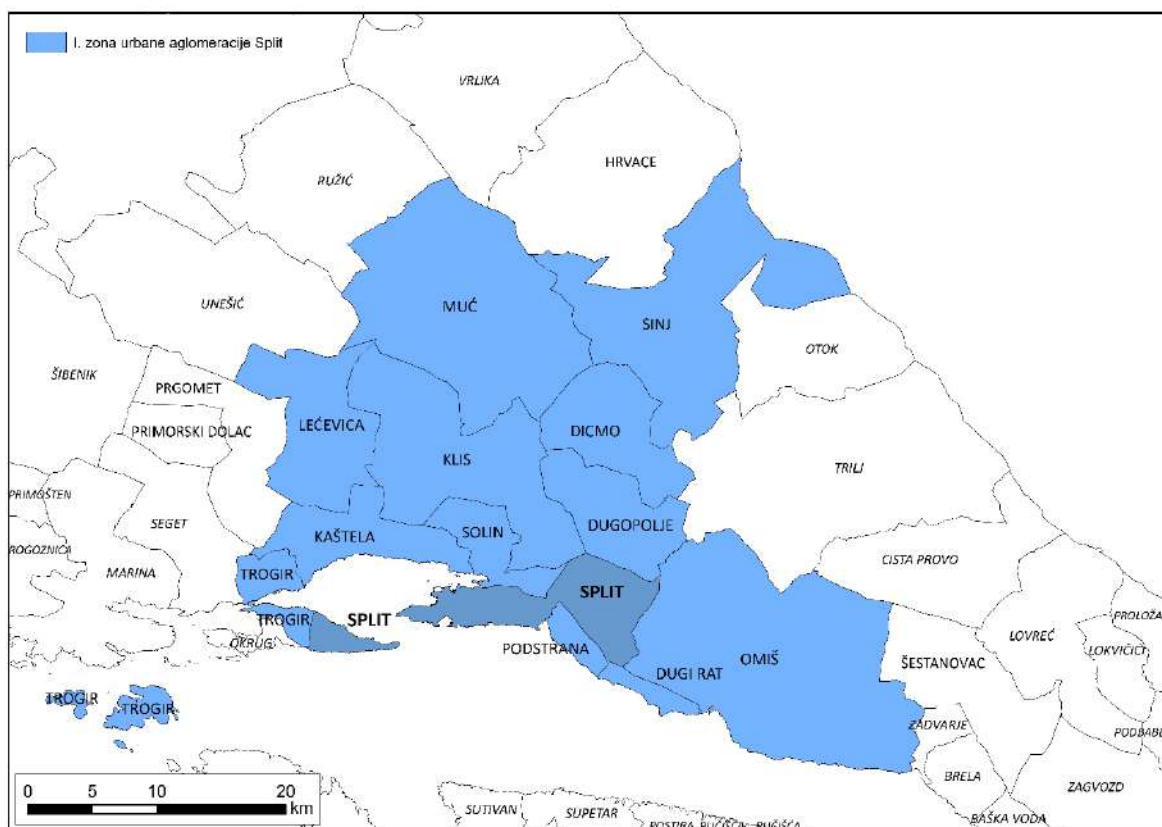 I. zona urbane aglomeracije Split
VRLIKA
HRVACE
RUŽIĆ
MUĆ
UNEŠIĆ
SINJ
OTOK
ŠIBENIK
PRGOMET
PRIMORSKI DOLAC
LEĆEVICA
DICMO
KLIS
TRILJ
PRIMOŠTEN
SEGET
KAŠTELA
SOLIN
DUGOPOLJE
ROGOZNICA
MARINA
TROGIR
CISTA PROVO
SPLIT
TROGIR
SPLIT
OKRUG
PODSTRANA
DUGI RAT
OMIŠ
ŠESTANOVAC
LOVREĆ
PROLOŽA
LOKVIČIĆI
TROGIR
TROGIR
ZADVARJE
PODBABL
BRELA
ZAGVOZD
0 5 10 20
km
SUTIVAN
SUPETAR
BAŠKA VODA